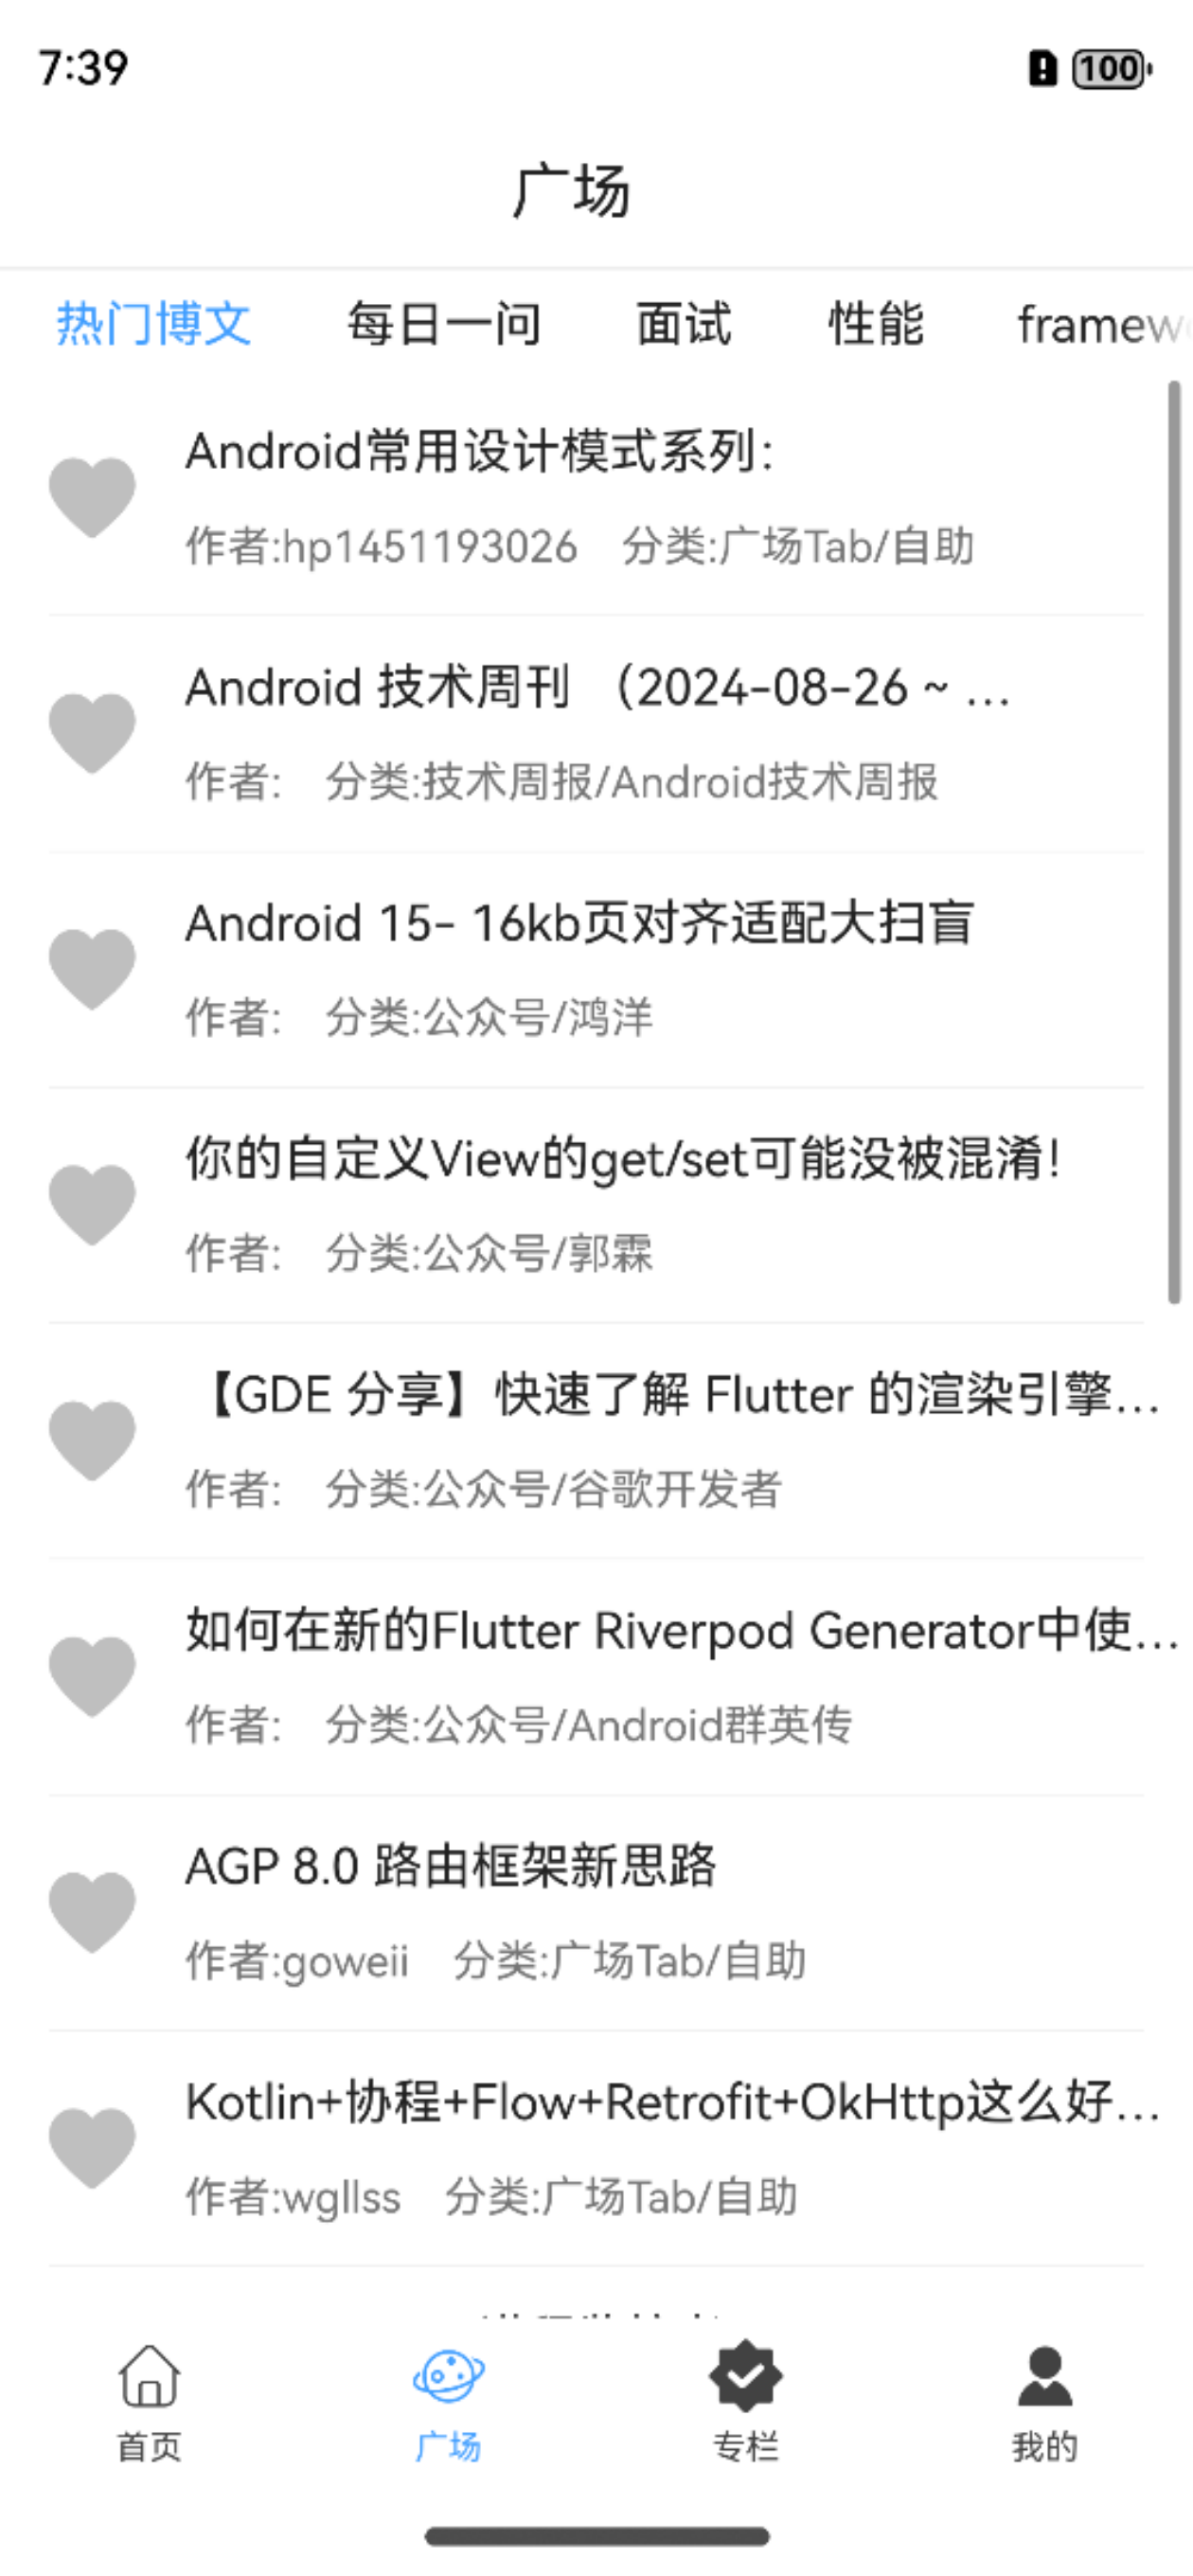 7:39
100
广场
热门博文 每日一问 面试 性能 framew
Android常用设计模式系列：
作者:hp1451193026 分类:广场Tab/自助
Android 技术周刊 （2024-08-26 ~ ...
作者: 分类:技术周报/Android技术周报
Android 15- 16kb页对齐适配大扫盲
作者: 分类:公众号/鸿洋
你的自定义View的get/set可能没被混淆！
作者: 分类:公众号/郭霖
【GDE 分享】快速了解 Flutter 的渲染引擎...
作者: 分类:公众号/谷歌开发者
如何在新的Flutter Riverpod Generator中使...
作者: 分类:公众号/Android群英传
AGP 8.0 路由框架新思路
作者:goweii 分类:广场Tab/自助
Kotlin+协程+Flow+Retrofit+OkHttp这么好...
作者:wgllss 分类:广场Tab/自助
首页 广场 专栏 我的